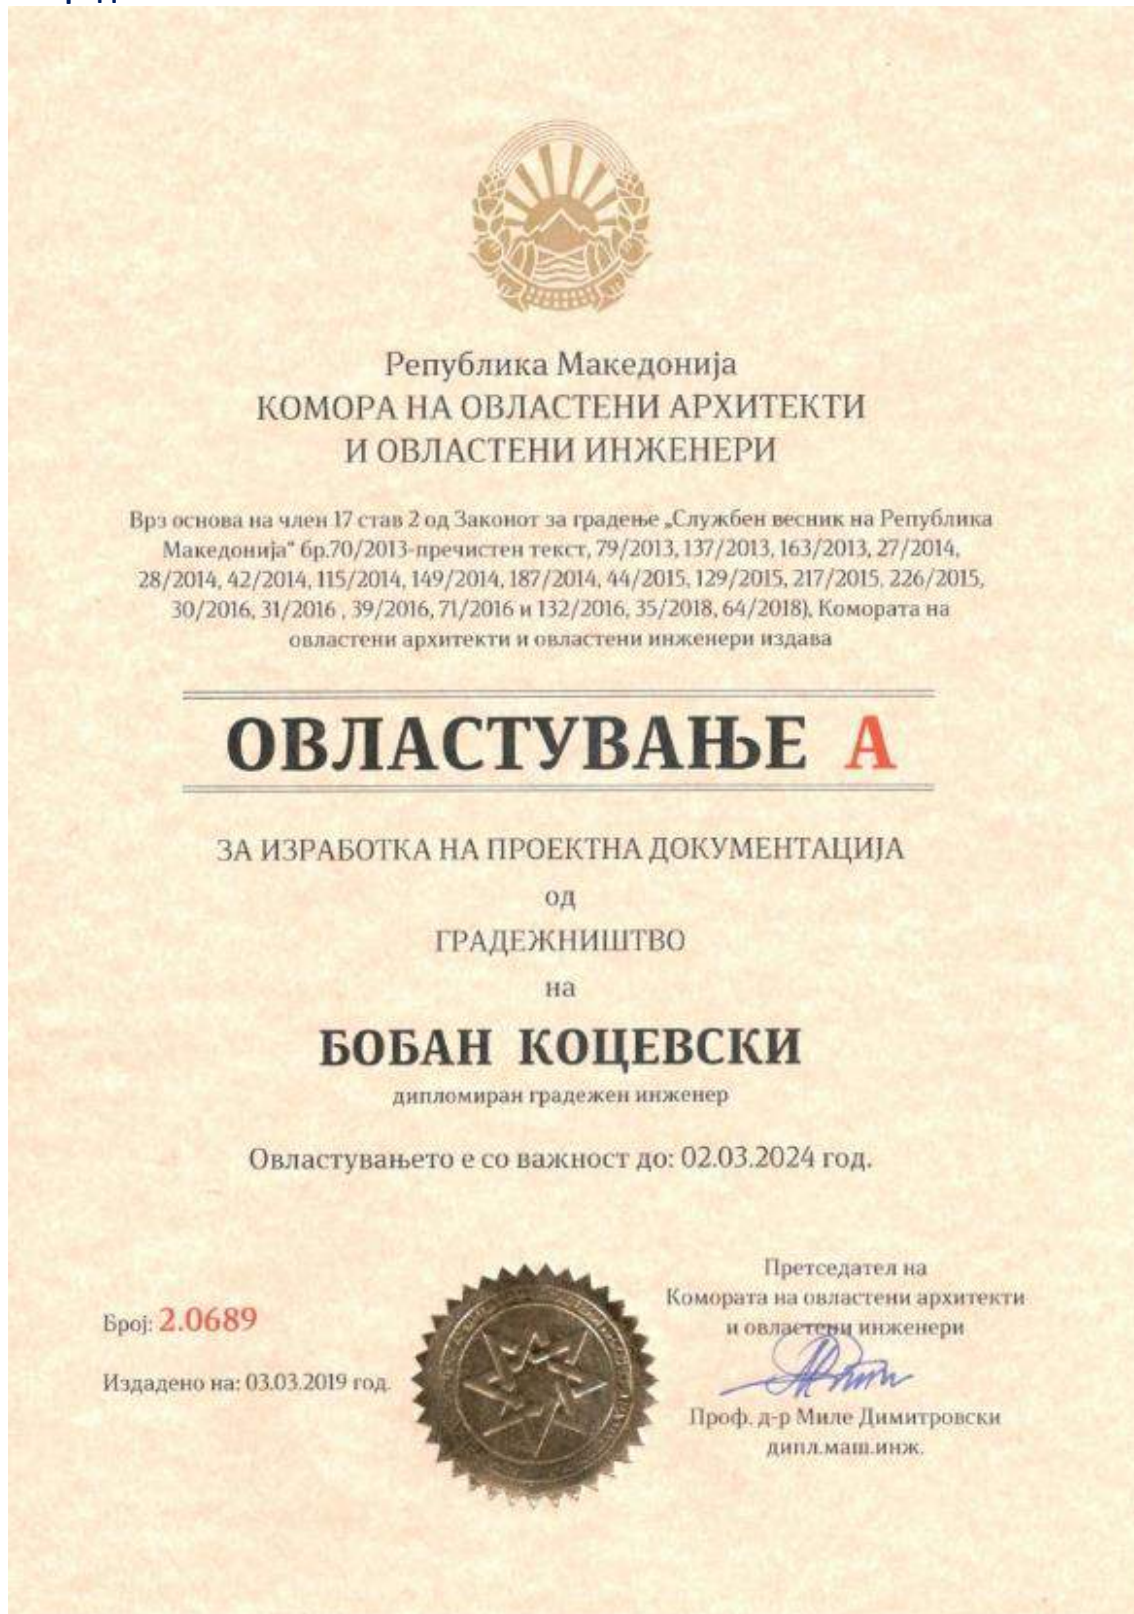 Република Македонија
КОМОРА НА ОВЛАСТЕНИ АРХИТЕКТИ
И ОВЛАСТЕНИ ИНЖЕНЕРИ
Врз основа на член 17 став 2 од Законот за градење „Службен весник на Република
Македонија“ бр.70/2013-пречистен текст, 79/2013, 137/2013, 163/2013, 27/2014,
28/2014, 42/2014, 115/2014, 149/2014, 187/2014, 44/2015, 129/2015, 217/2015, 226/2015,
30/2016, 31/2016 , 39/2016, 71/2016 и 132/2016, 35/2018, 64/2018), Комората на
овластени архитекти и овластени инженери издава
ОВЛАСТУВАЊЕ А
ЗА ИЗРАБОТКА НА ПРОЕКТНА ДОКУМЕНТАЦИЈА
од
ГРАДЕЖНИШТВО
на
БОБАН КОЦЕВСКИ
дипломиран градежен инженер
Овластувањето е со важност до: 02.03.2024 год.
Број: 2.0689
Издадено на: 03.03.2019 год.
Претседател на
Комората на овластени архитекти
и овластени инженери
Проф. д-р Миле Димитровски
дипл.маш.инж.